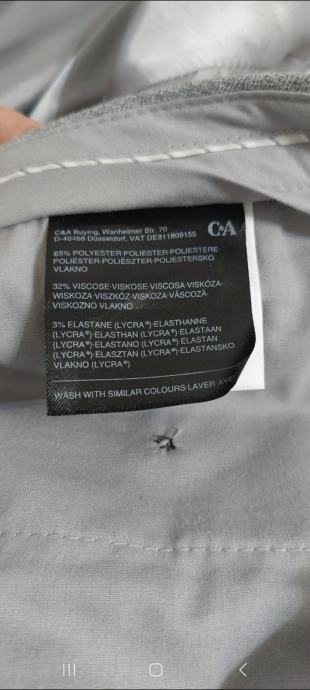 C&A Buying, Wanheimer Str. 70
D-40468 Düsseldorf, VAT DE811809155
C&A
65% POLYESTER·POLIESTER·POLIESTERE·
POLIÉSTER·POLIÉSZTER·POLIESTERSKO
VLAKNO
32% VISCOSE·VISKOSE·VISCOSA·VISKÓZA·
WISKOZA·VISZKÓZ·VISKOZA·VÂSCOZĂ·
VISKOZNO VLAKNO
3% ELASTANE (LYCRA®)·ELASTHANNE
(LYCRA®)·ELASTHAN (LYCRA®)·ELASTAAN
(LYCRA®)·ELASTANO (LYCRA®)·ELASTAN
(LYCRA®)·ELASZTÁN (LYCRA®)·ELASTANSKO
VLAKNO (LYCRA®)
WASH WITH SIMILAR COLOURS·LAVER